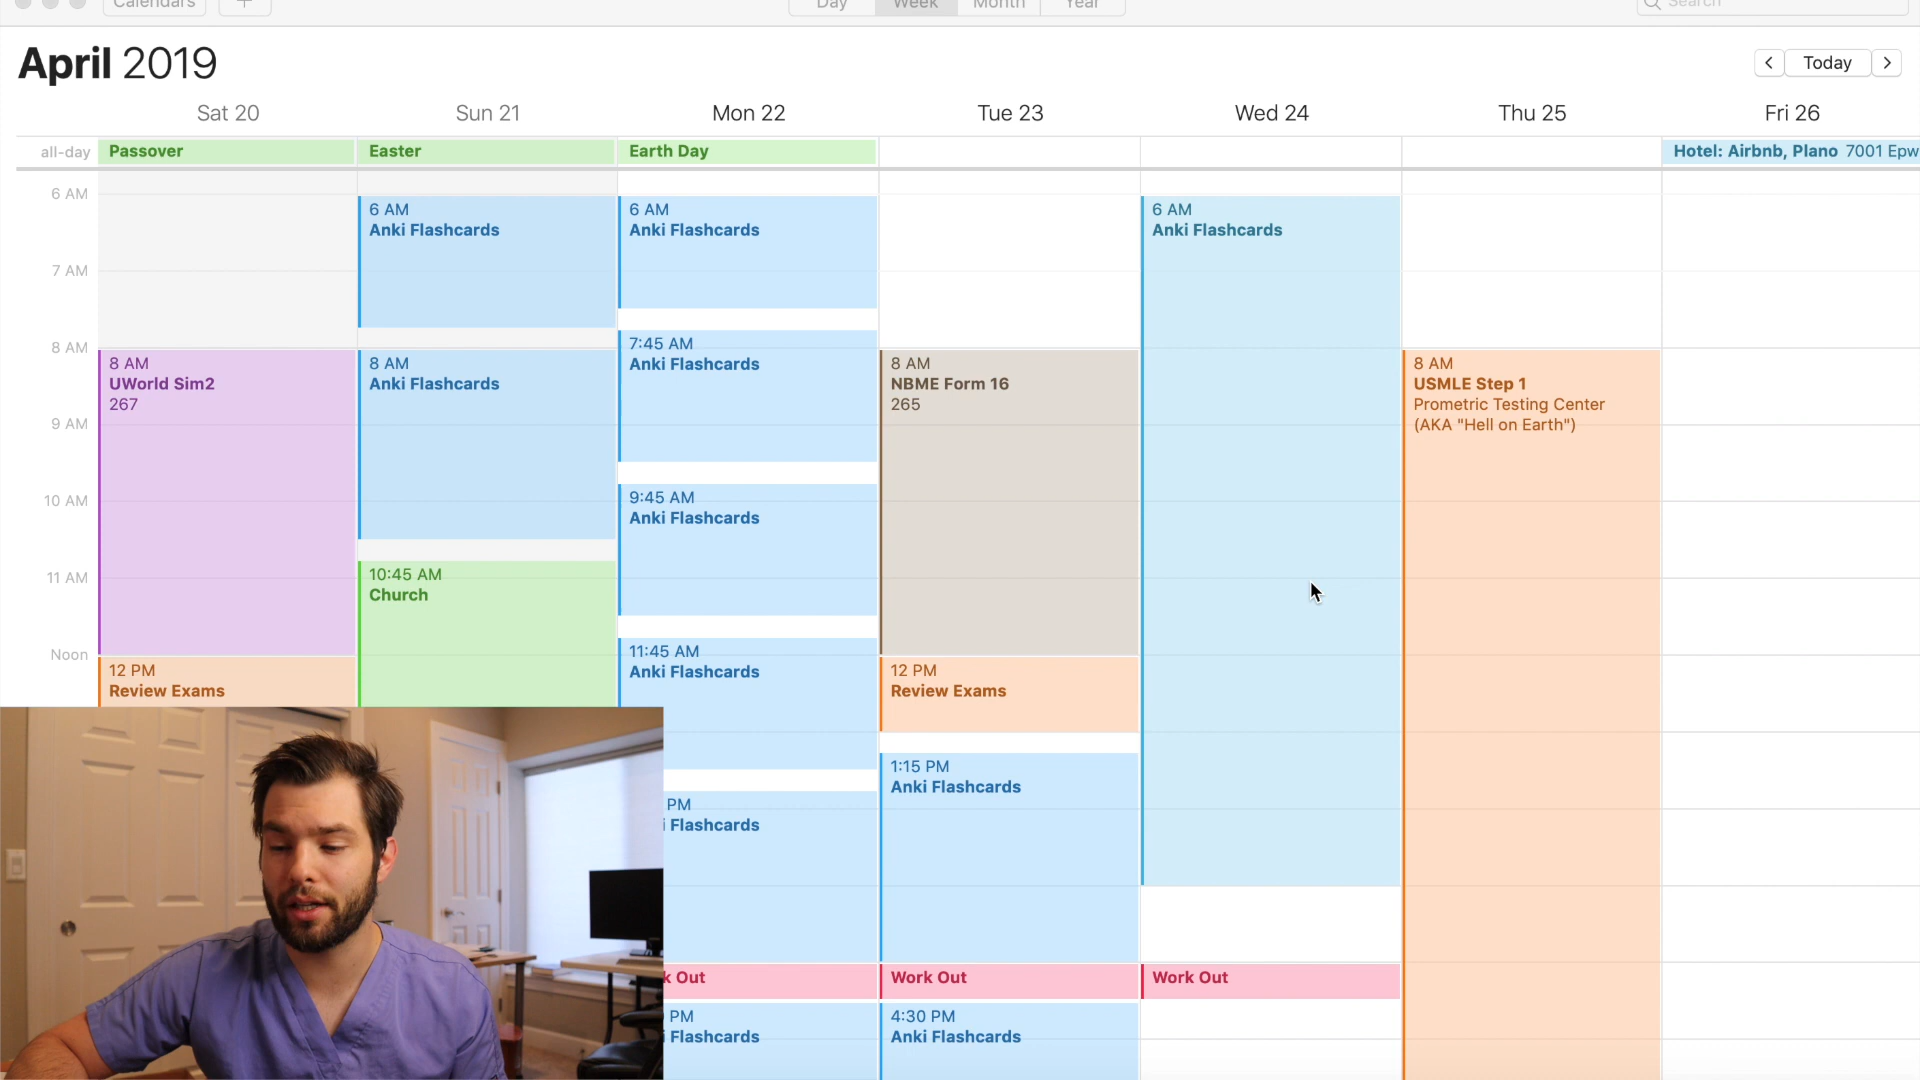 Calendars
+
Day
Week
Month
Year
Search
April 2019
Today
Sat 20
Sun 21
Mon 22
Tue 23
Wed 24
Thu 25
Fri 26
all-day
Passover
Easter
Earth Day
Hotel: Airbnb, Plano 7001 Epw
6 AM
7 AM
8 AM
9 AM
10 AM
11 AM
Noon
8 AM
UWorld Sim2
267
12 PM
Review Exams
6 AM
Anki Flashcards
8 AM
Anki Flashcards
10:45 AM
Church
6 AM
Anki Flashcards
7:45 AM
Anki Flashcards
9:45 AM
Anki Flashcards
11:45 AM
Anki Flashcards
PM
i Flashcards
k Out
PM
i Flashcards
8 AM
NBME Form 16
265
12 PM
Review Exams
1:15 PM
Anki Flashcards
Work Out
4:30 PM
Anki Flashcards
6 AM
Anki Flashcards
Work Out
8 AM
USMLE Step 1
Prometric Testing Center
(AKA "Hell on Earth")